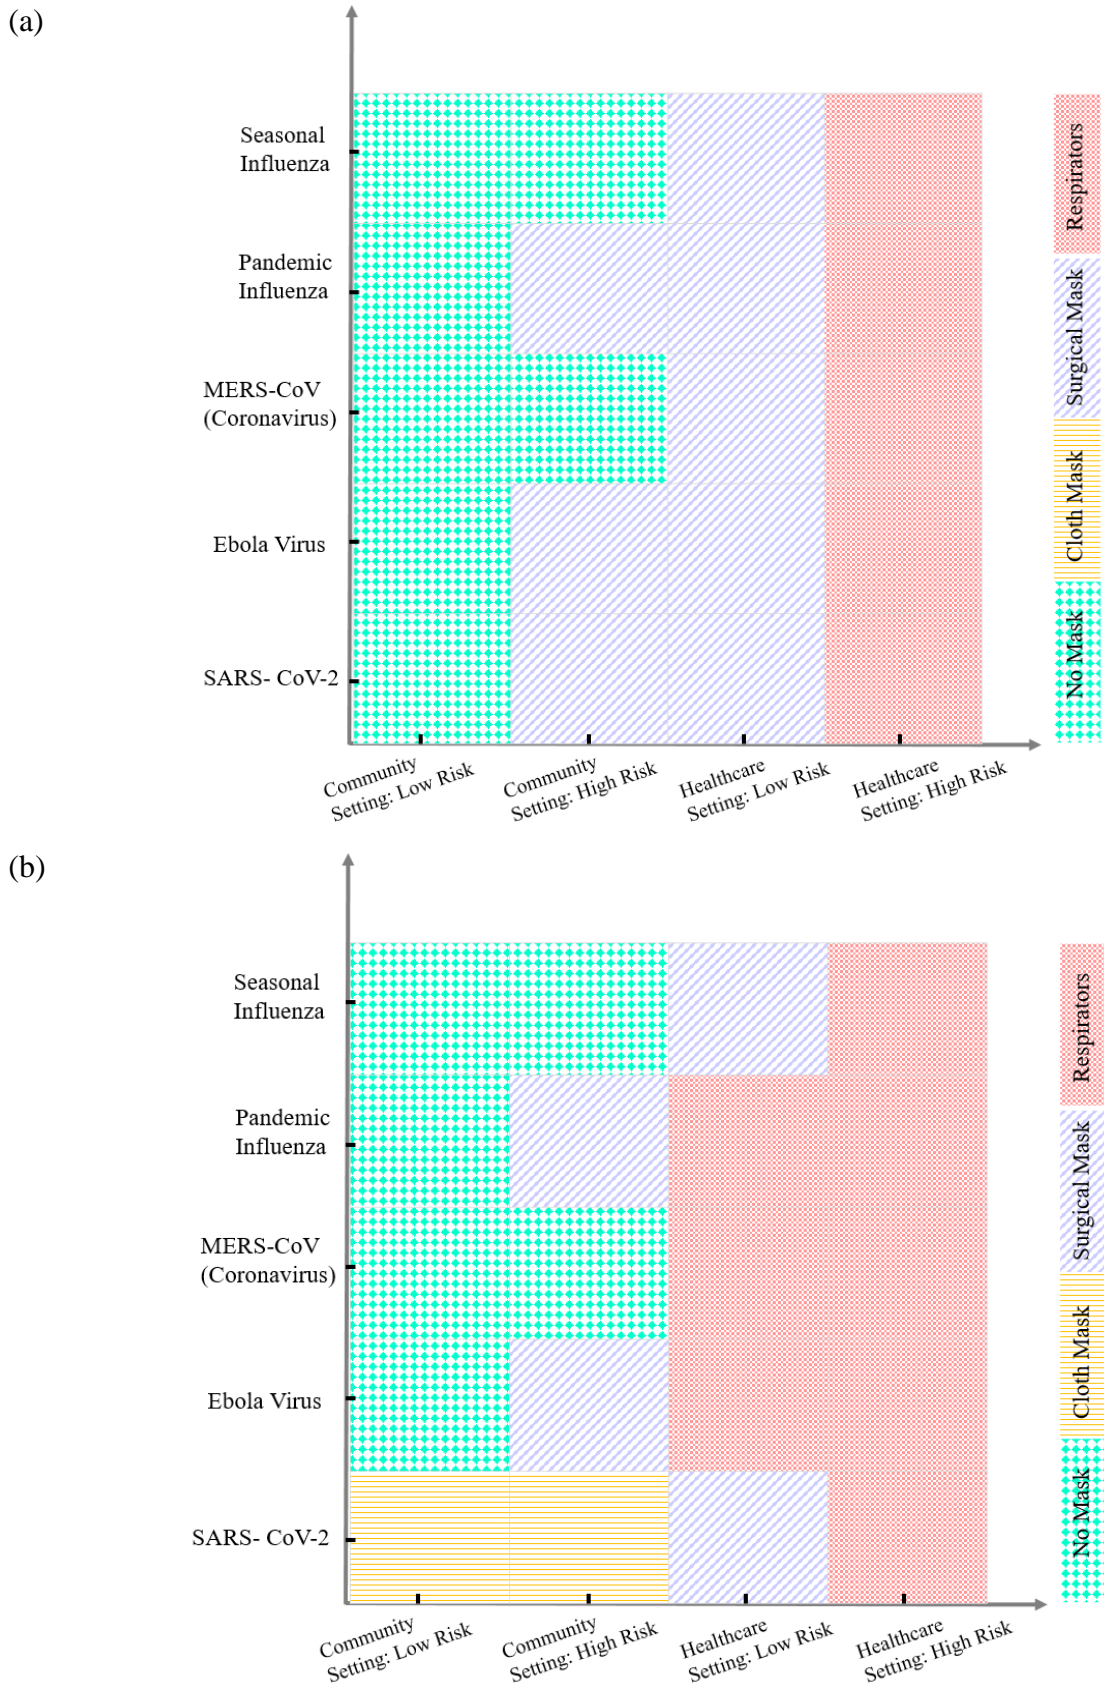 (a)
Seasonal
Influenza
Pandemic
Influenza
MERS-CoV
(Coronavirus)
Ebola Virus
SARS- CoV-2
Community
Setting: Low Risk
Community
Setting: High Risk
Healthcare
Setting: Low Risk
Healthcare
Setting: High Risk
Respirators
Surgical Mask
Cloth Mask
No Mask
(b)
Seasonal
Influenza
Pandemic
Influenza
MERS-CoV
(Coronavirus)
Ebola Virus
SARS- CoV-2
Community
Setting: Low Risk
Community
Setting: High Risk
Healthcare
Setting: Low Risk
Healthcare
Setting: High Risk
Respirators
Surgical Mask
Cloth Mask
No Mask